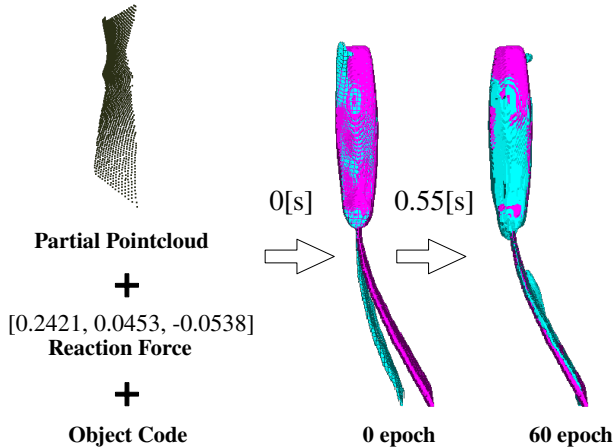 0[s]
0.55[s]
Partial Pointcloud
+
[0.2421, 0.0453, -0.0538]
Reaction Force
+
Object Code
0 epoch
60 epoch